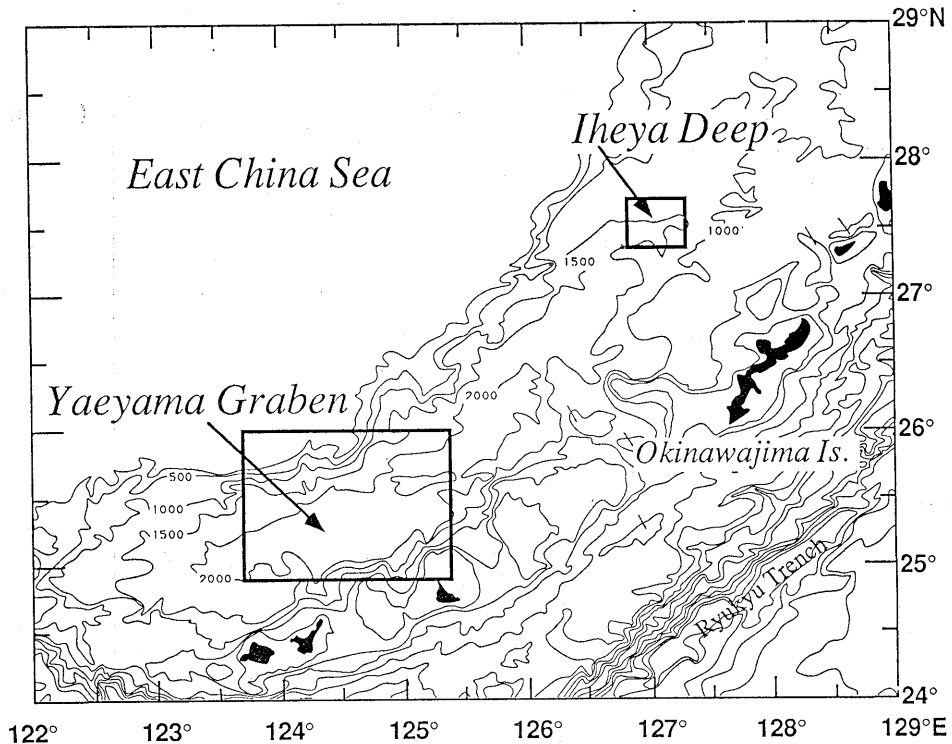 29°N
Iheya Deep
28°
East China Sea
1000
1500
27°
Yaeyama Graben
2000
26°
Okinawajima Is.
500
1000
1500
25°
2000
Ryukyu Trench
24°
122° 123° 124° 125° 126° 127° 128° 129°E